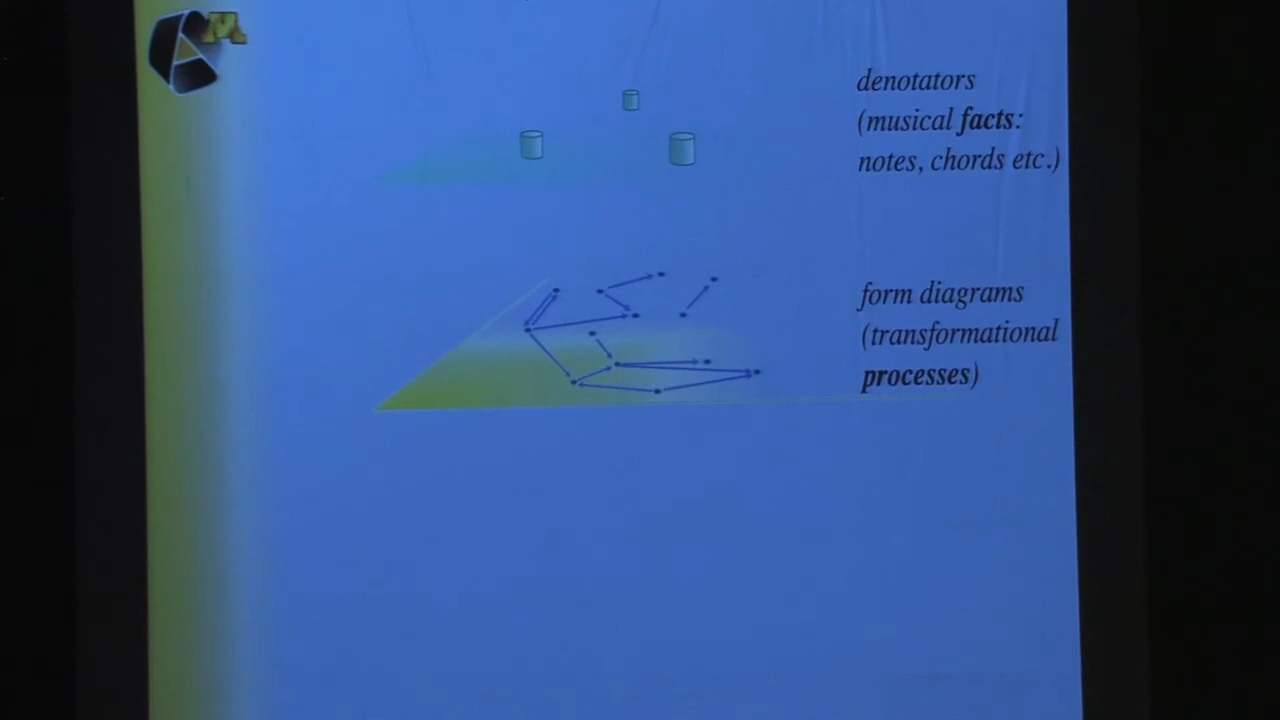 denotators
(musical facts:
notes, chords etc.)
form diagrams
(transformational
processes)